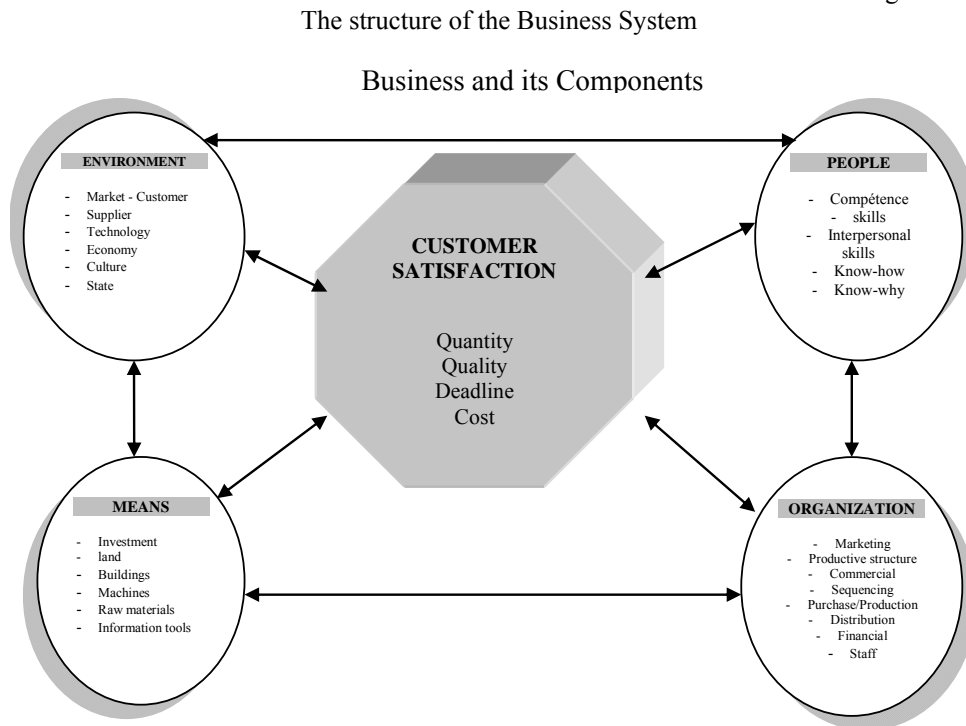 The structure of the Business System
Business and its Components
ENVIRONMENT
- Market - Customer
- Supplier
- Technology
- Economy
- Culture
- State
PEOPLE
- Compétence
- skills
- Interpersonal
skills
- Know-how
- Know-why
CUSTOMER
SATISFACTION
Quantity
Quality
Deadline
Cost
MEANS
- Investment
- land
- Buildings
- Machines
- Raw materials
- Information tools
ORGANIZATION
- Marketing
- Productive structure
- Commercial
- Sequencing
- Purchase/Production
- Distribution
- Financial
- Staff